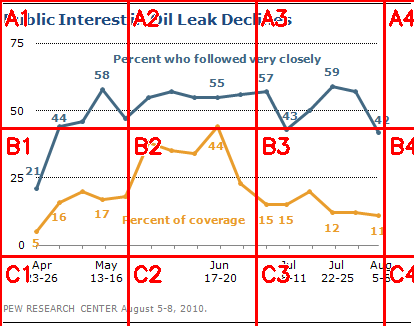 Public Interest in Oil Leak Declines
A1 A2 A3 A4
75
Percent who followed very closely
58 55 57 59
50
44 43 42
B1 B2 B3 B4
44
25
21
16 17 15 15 12 11
Percent of coverage
5
0
C1 C2 C3 C4
Apr May Jun Jul Jul Aug
23-26 13-16 17-20 8-11 22-25 5-8
PEW RESEARCH CENTER August 5-8, 2010.